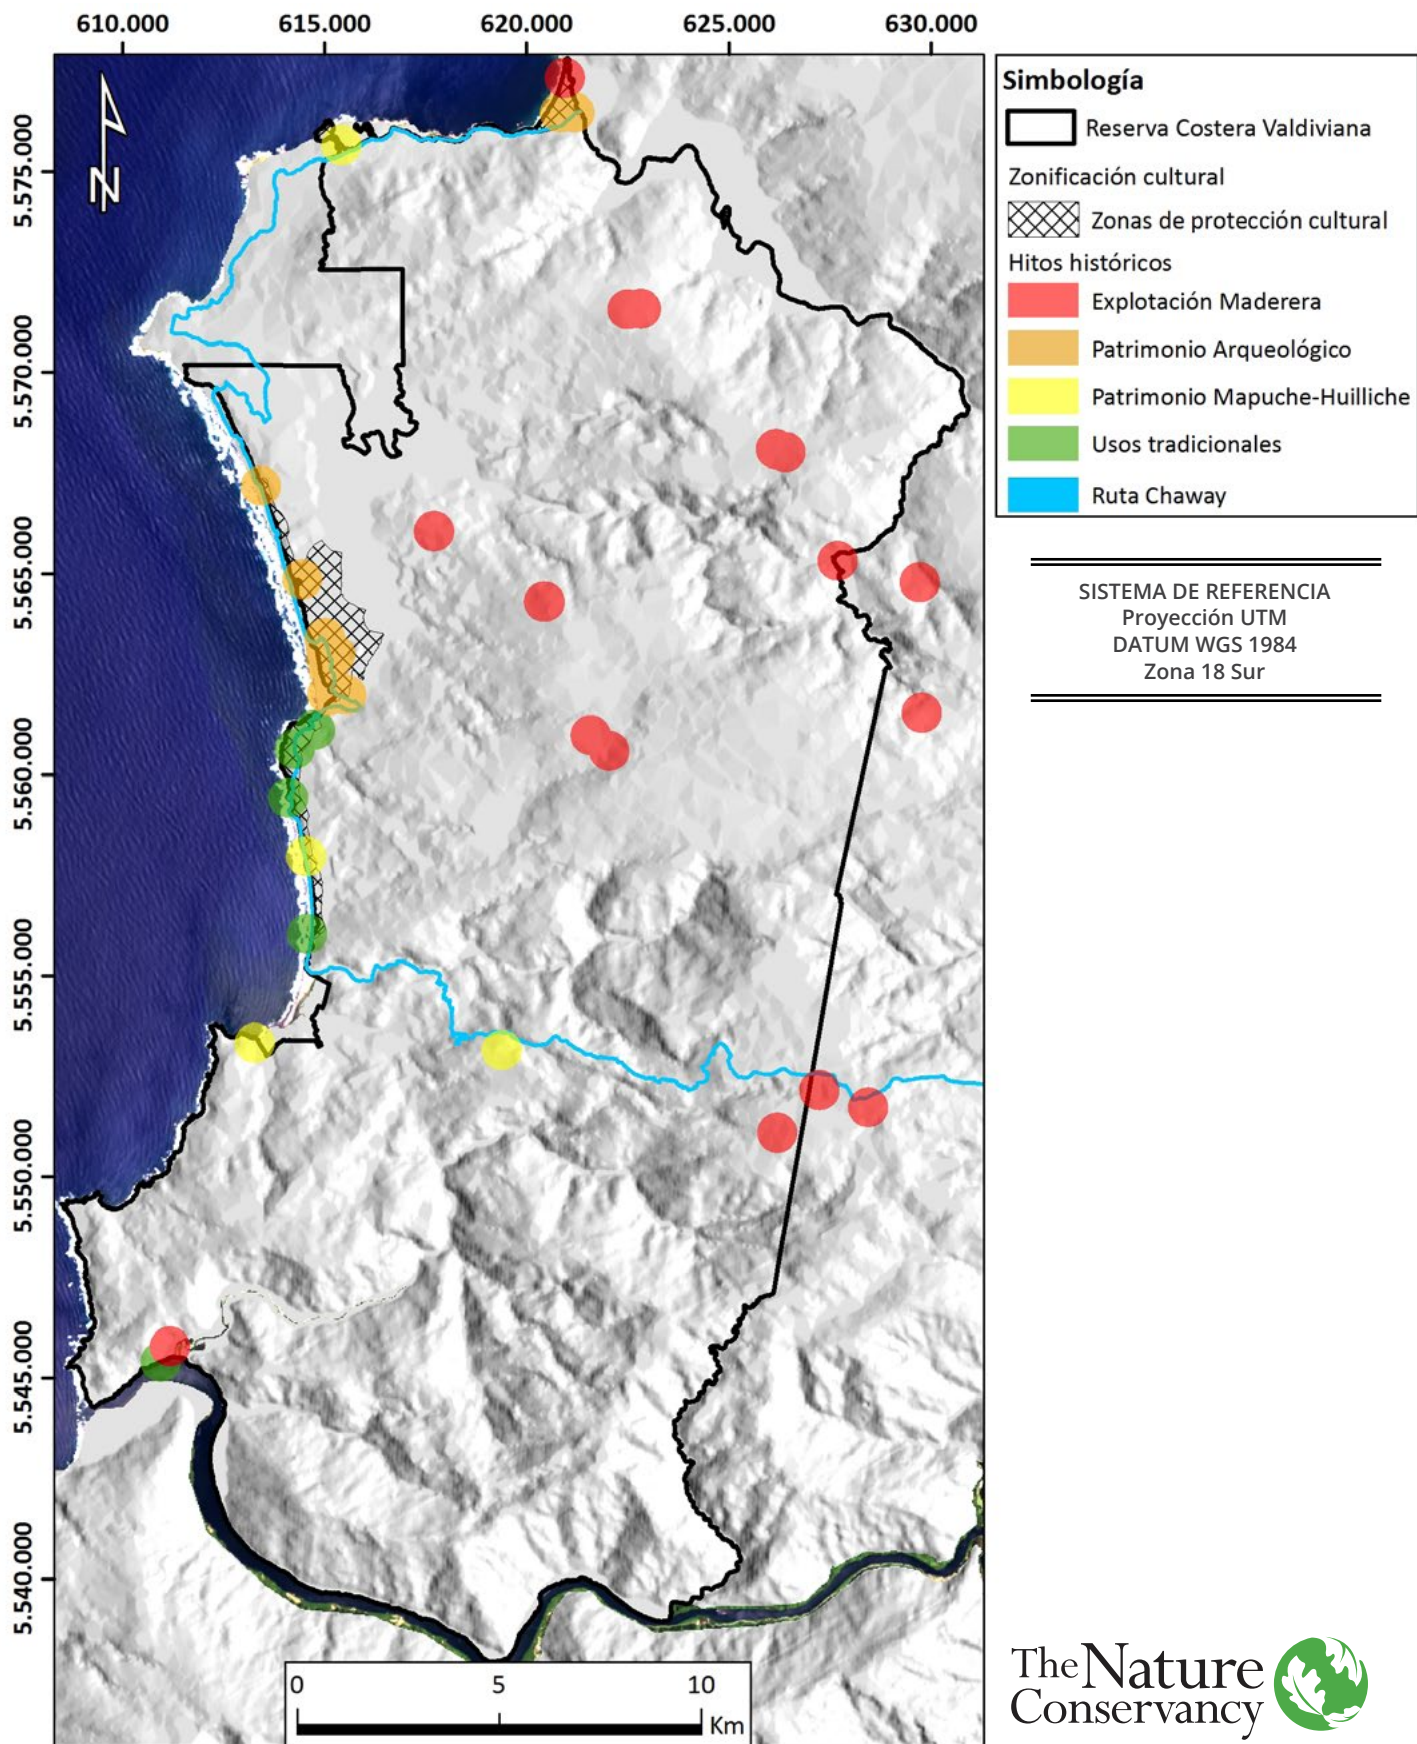 610.000 615.000 620.000 625.000 630.000
5.575.000
5.570.000
5.565.000
5.560.000
5.555.000
5.550.000
5.545.000
5.540.000
N
0 5 10
Km
Simbología
Reserva Costera Valdiviana
Zonificación cultural
Zonas de protección cultural
Hitos históricos
Explotación Maderera
Patrimonio Arqueológico
Patrimonio Mapuche-Huilliche
Usos tradicionales
Ruta Chaway
SISTEMA DE REFERENCIA
Proyección UTM
DATUM WGS 1984
Zona 18 Sur
The Nature
Conservancy